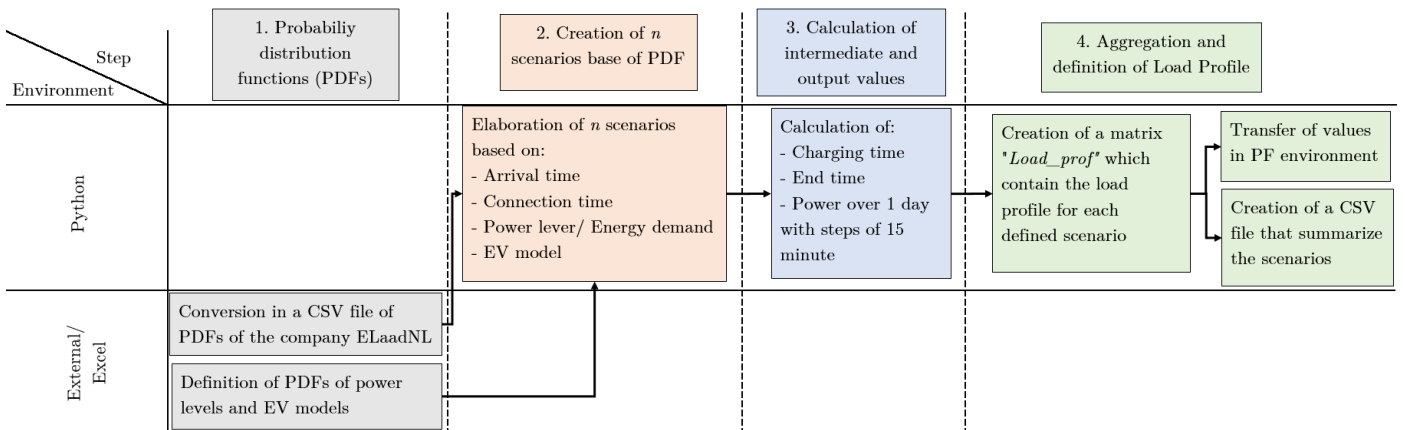 Step
Environment
1. Probabiliy
distribution
functions (PDFs)
2. Creation of n
scenarios base of PDF
3. Calculation of
intermediate and
output values
4. Aggregation and
definition of Load Profile
Python
Elaboration of n scenarios
based on:
- Arrival time
- Connection time
- Power lever/ Energy demand
- EV model
Calculation of:
- Charging time
- End time
- Power over 1 day
with steps of 15
minute
Creation of a matrix
"Load_prof" which
contain the load
profile for each
defined scenario
Transfer of values
in PF environment
Creation of a CSV
file that summarize
the scenarios
External/
Excel
Conversion in a CSV file of
PDFs of the company ELaadNL
Definition of PDFs of power
levels and EV models